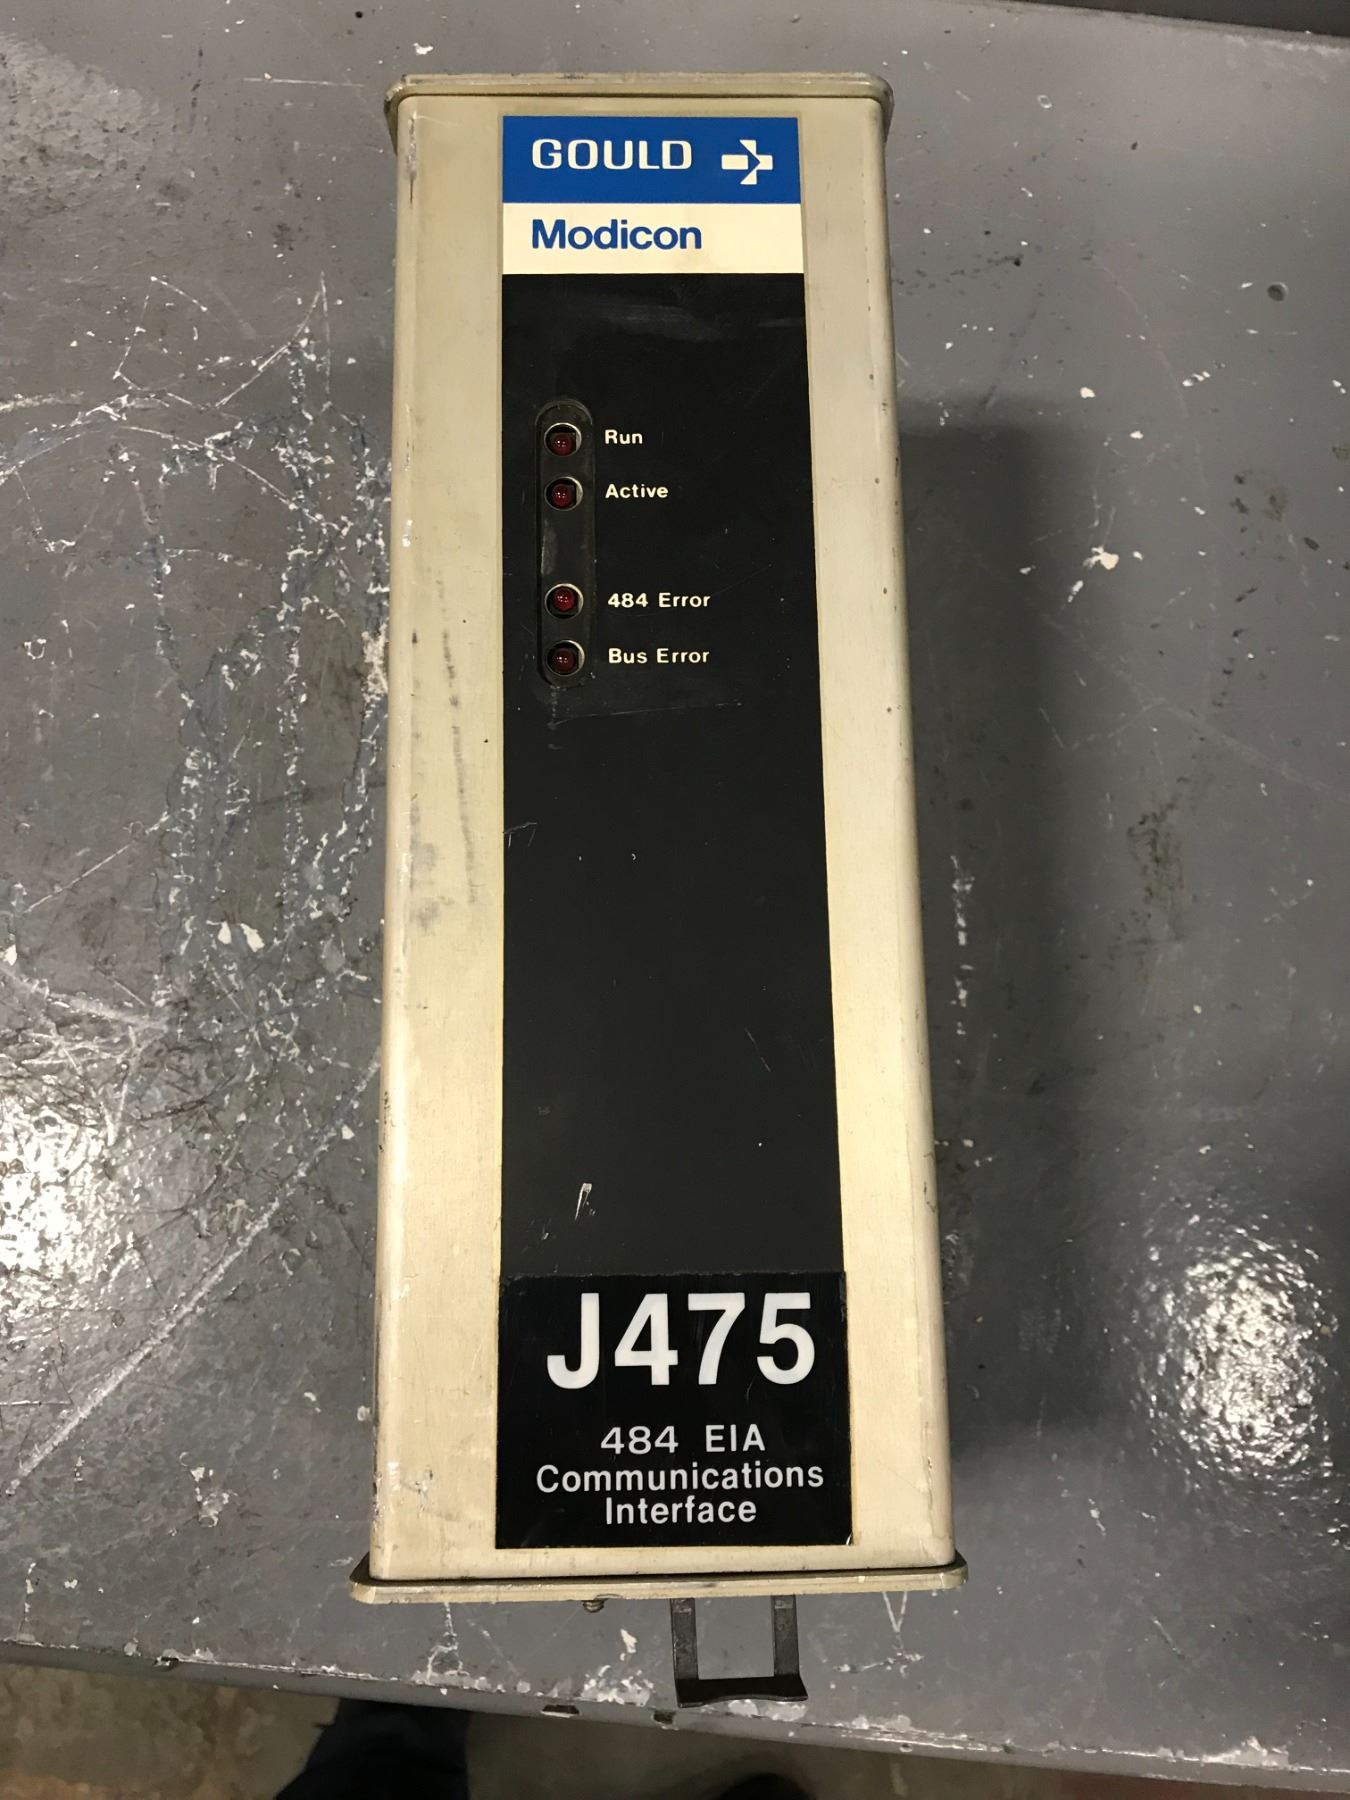 GOULD
Modicon
Run
Active
484 Error
Bus Error
J475
484 EIA
Communications
Interface